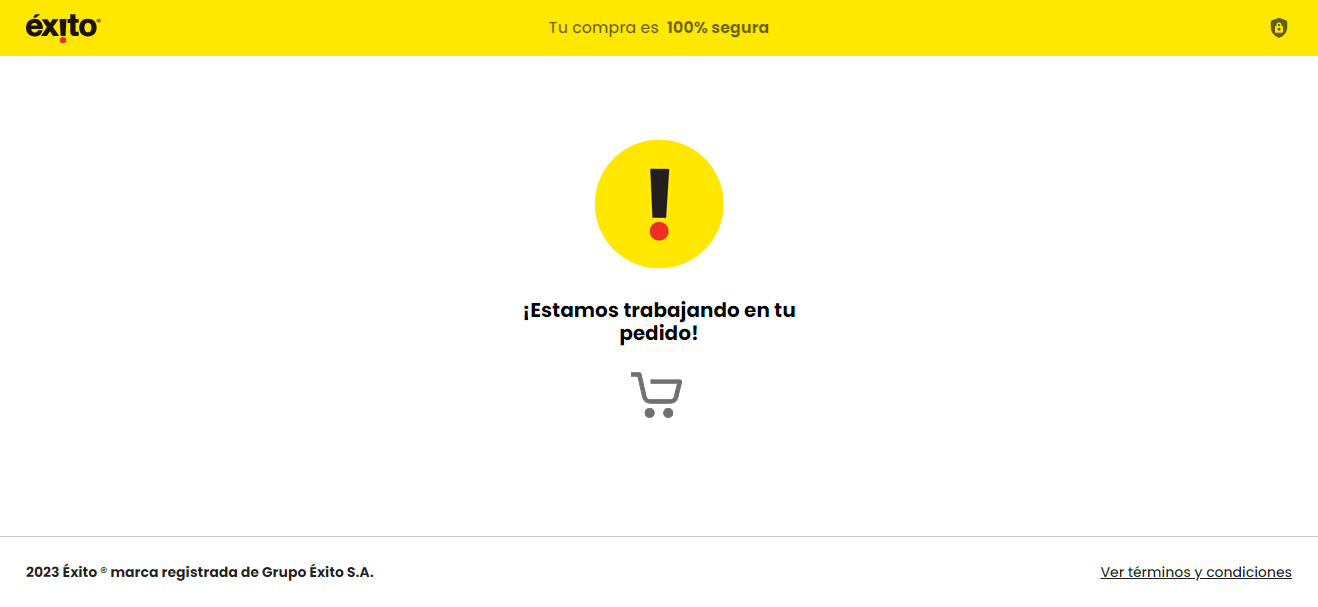 éxito®
Tu compra es 100% segura
¡Estamos trabajando en tu
pedido!
2023 Éxito ® marca registrada de Grupo Éxito S.A.
Ver términos y condiciones